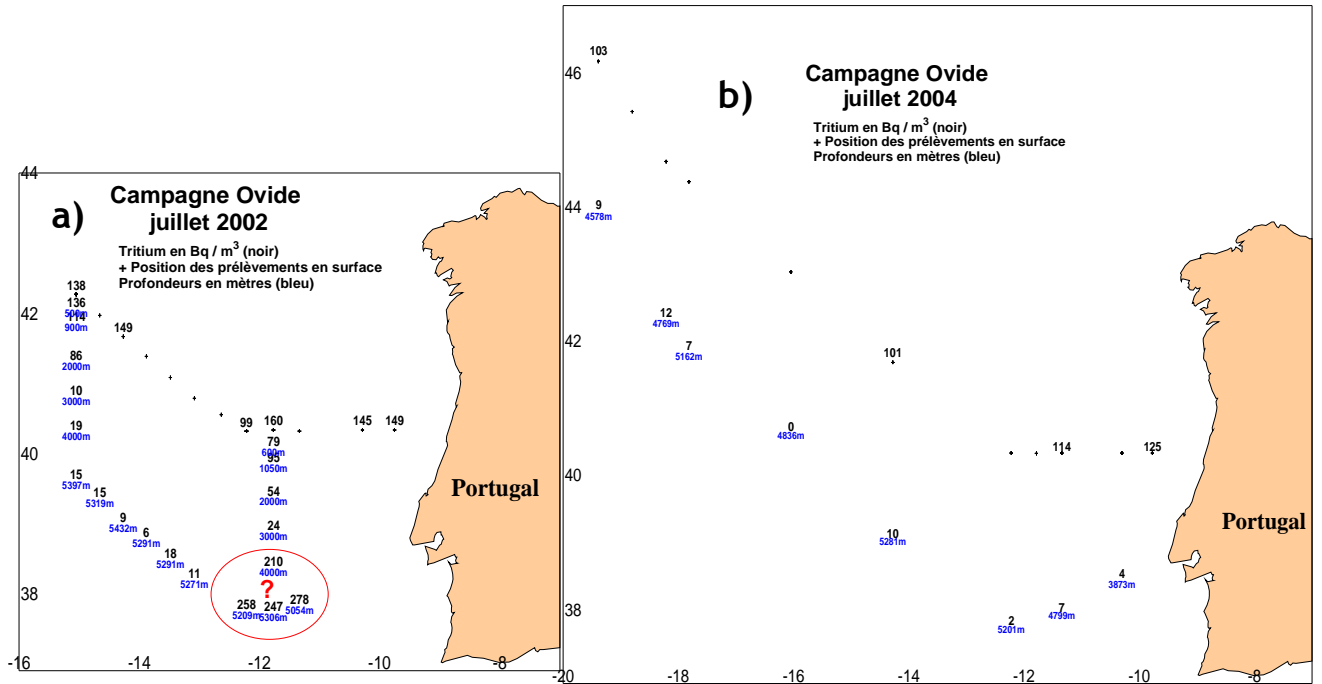 a)
Campagne Ovide
juillet 2002
Tritium en Bq / m3 (noir)
+ Position des prélèvements en surface
Profondeurs en mètres (bleu)
44
42
40
38
-16
-14
-12
-10
-8
138
136
500m
114
900m
149
86
2000m
10
3000m
19
4000m
15
5397m
15
5319m
9
5432m
6
5291m
18
5291m
11
5271m
99
160
145
149
79
600m
95
1050m
54
2000m
24
3000m
210
4000m
?
258
5209m
247
5306m
278
5054m
Portugal
b)
Campagne Ovide
juillet 2004
Tritium en Bq / m3 (noir)
+ Position des prélèvements en surface
Profondeurs en mètres (bleu)
46
44
42
40
38
-20
-18
-16
-14
-12
-10
-8
103
9
4578m
12
4769m
7
5162m
101
0
4836m
114
125
10
5281m
4
3873m
7
4799m
2
5201m
Portugal